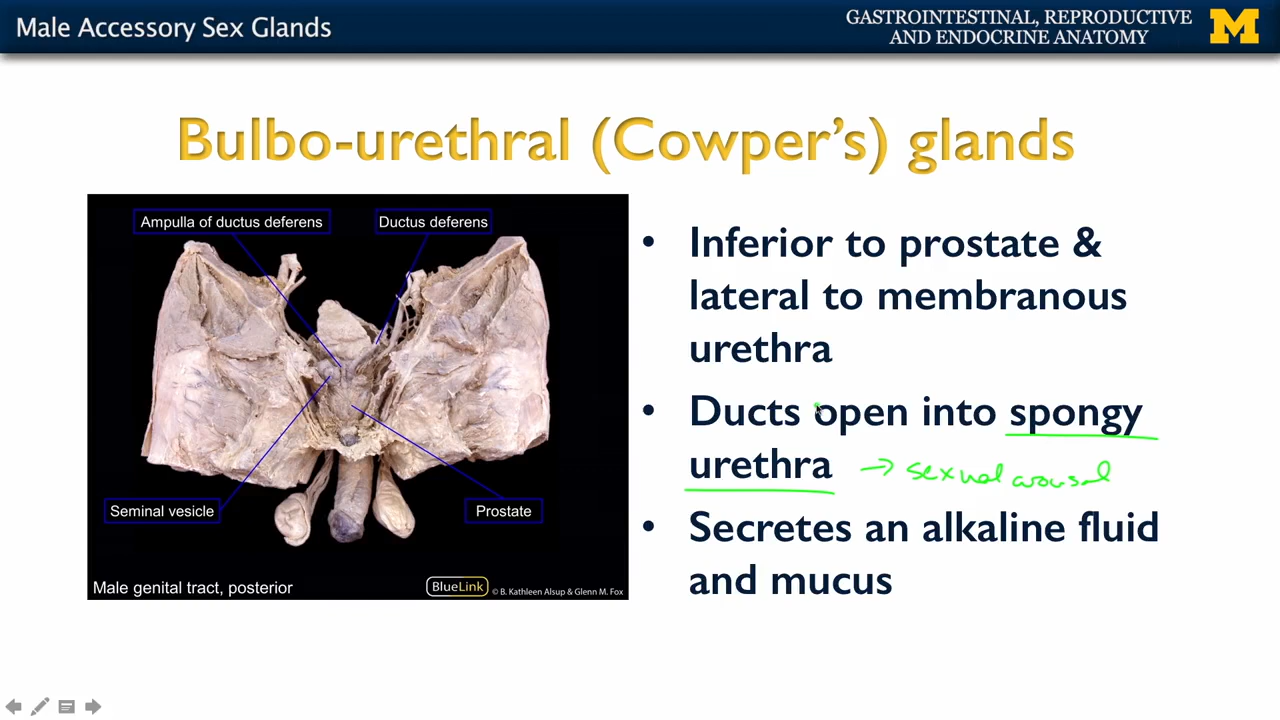 Male Accessory Sex Glands
GASTROINTESTINAL, REPRODUCTIVE
AND ENDOCRINE ANATOMY
M
Bulbo-urethral (Cowper's) glands
Ampulla of ductus deferens
Ductus deferens
Seminal vesicle
Prostate
Male genital tract, posterior
BlueLink
© B. Kathleen Alsup & Glenn M. Fox
• Inferior to prostate &
lateral to membranous
urethra
• Ducts open into spongy
urethra → sexual arousal
• Secretes an alkaline fluid
and mucus